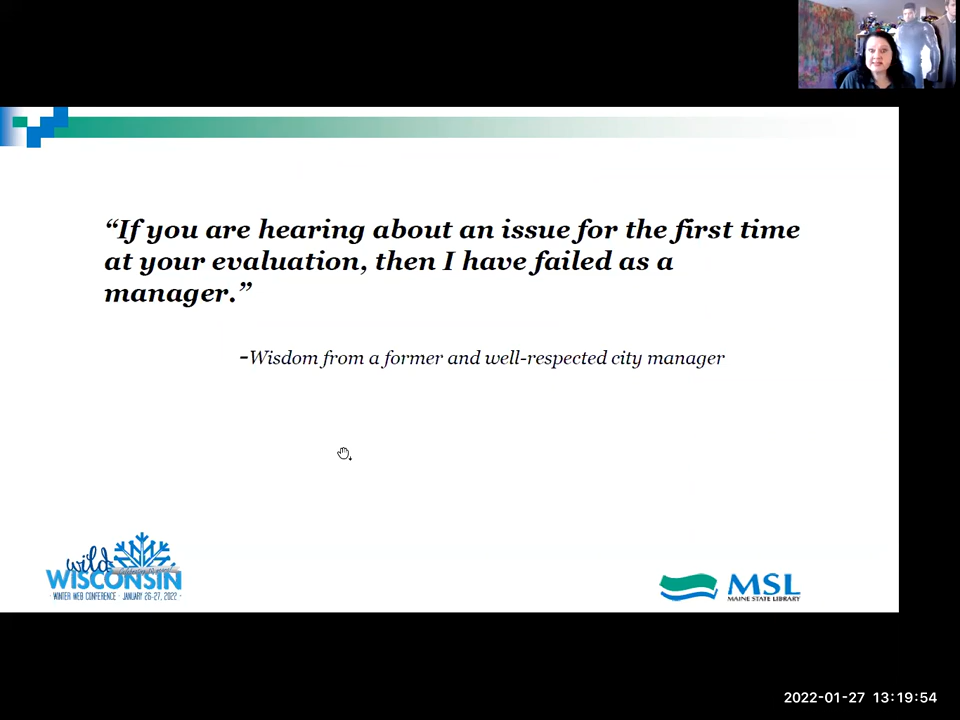 “If you are hearing about an issue for the first time
at your evaluation, then I have failed as a
manager.”
-Wisdom from a former and well-respected city manager
wild
WISCONSIN
WINTER WEB CONFERENCE · JANUARY 26-27, 2022
MSL
MAINE STATE LIBRARY
2022-01-27 13:19:54